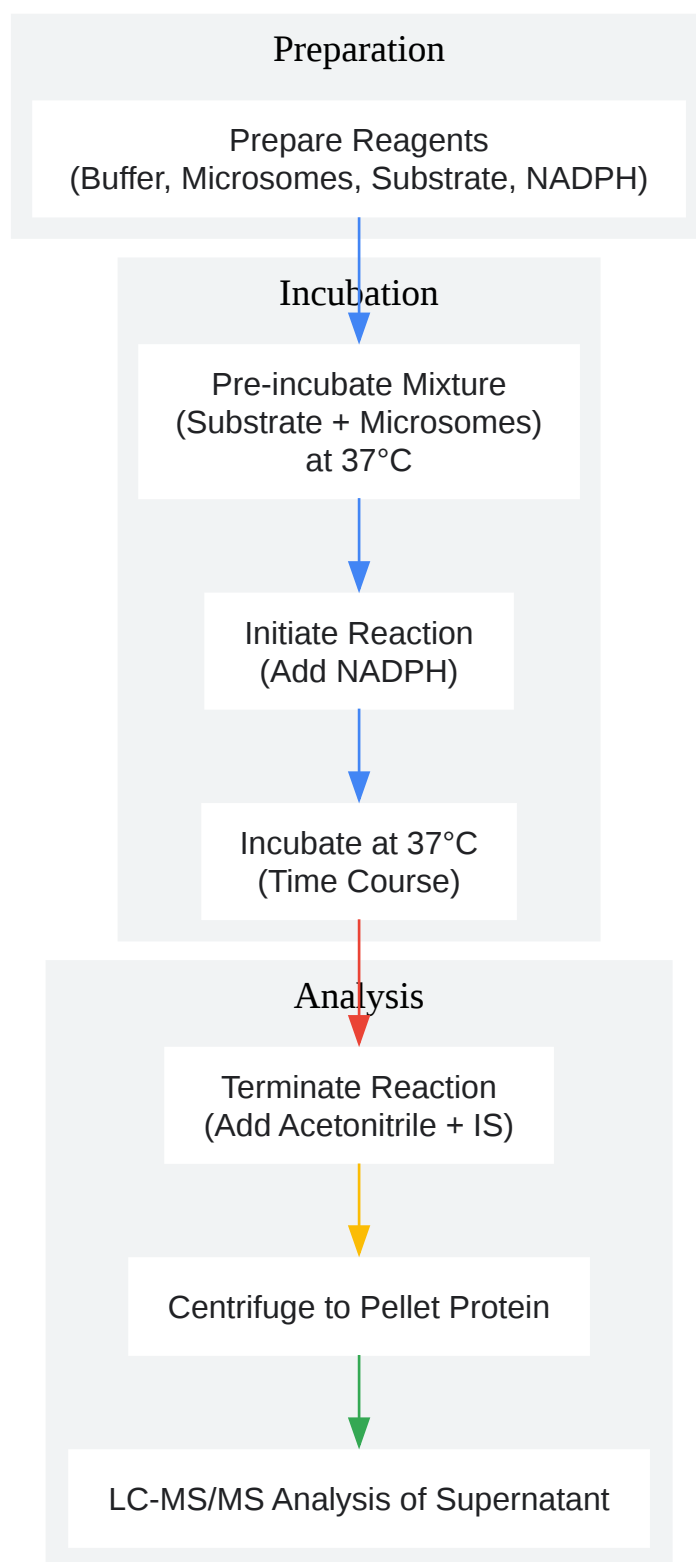 Preparation
Prepare Reagents
(Buffer, Microsomes, Substrate, NADPH)
Incubation
Pre-incubate Mixture
(Substrate + Microsomes)
at 37°C
Initiate Reaction
(Add NADPH)
Incubate at 37°C
(Time Course)
Analysis
Terminate Reaction
(Add Acetonitrile + IS)
Centrifuge to Pellet Protein
LC-MS/MS Analysis of Supernatant